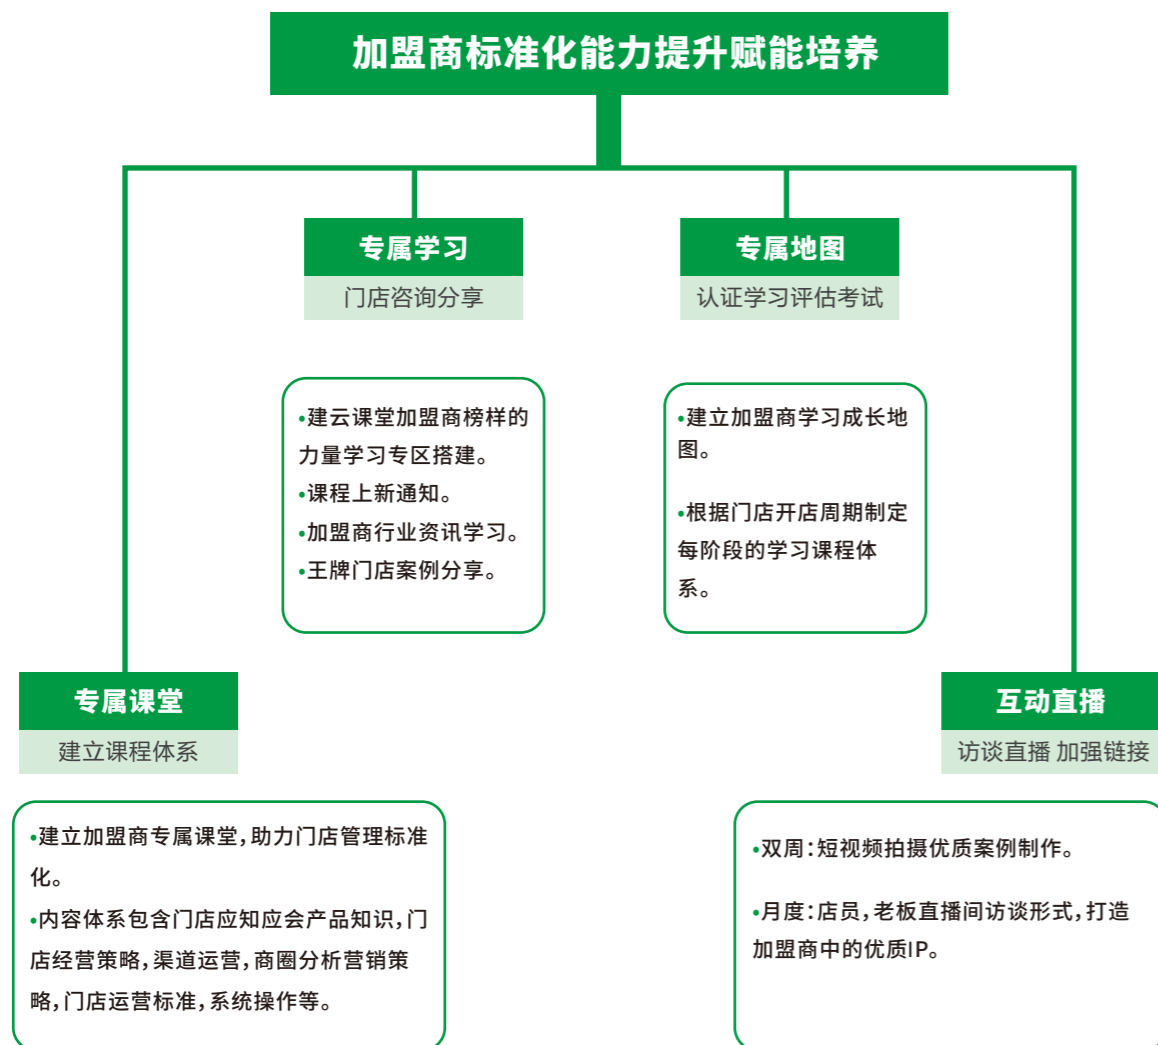 加盟商标准化能力提升赋能培养
专属学习
门店咨询分享
专属地图
认证学习评估考试
•建云课堂加盟商榜样的
力量学习专区搭建。
•课程上新通知。
•加盟商行业资讯学习。
•王牌门店案例分享。
•建立加盟商学习成长地
图。
•根据门店开店周期制定
每阶段的学习课程体
系。
专属课堂
建立课程体系
互动直播
访谈直播 加强链接
•建立加盟商专属课堂，助力门店管理标准
化。
•内容体系包含门店应知应会产品知识，门
店经营策略，渠道运营，商圈分析营销策
略，门店运营标准，系统操作等。
•双周：短视频拍摄优质案例制作。
•月度：店员，老板直播间访谈形式，打造
加盟商中的优质IP。